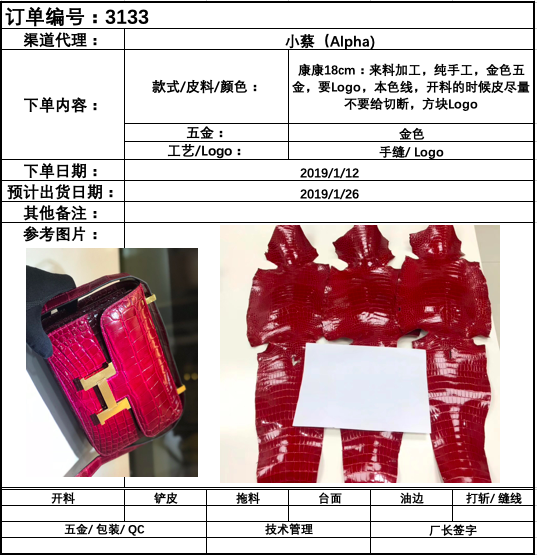 订单编号：3133
渠道代理：
小蔡（Alpha)
下单内容：
款式/皮料/颜色：
康康18cm：来料加工，纯手工，金色五
金，要Logo，本色线，开料的时候皮尽量
不要给切断，方块Logo
五金：
金色
工艺/Logo：
手缝/ Logo
下单日期：
2019/1/12
预计出货日期：
2019/1/26
其他备注：
参考图片：
开料
铲皮
拖料
台面
油边
打斩/ 缝线
五金/ 包装/ QC
技术管理
厂长签字